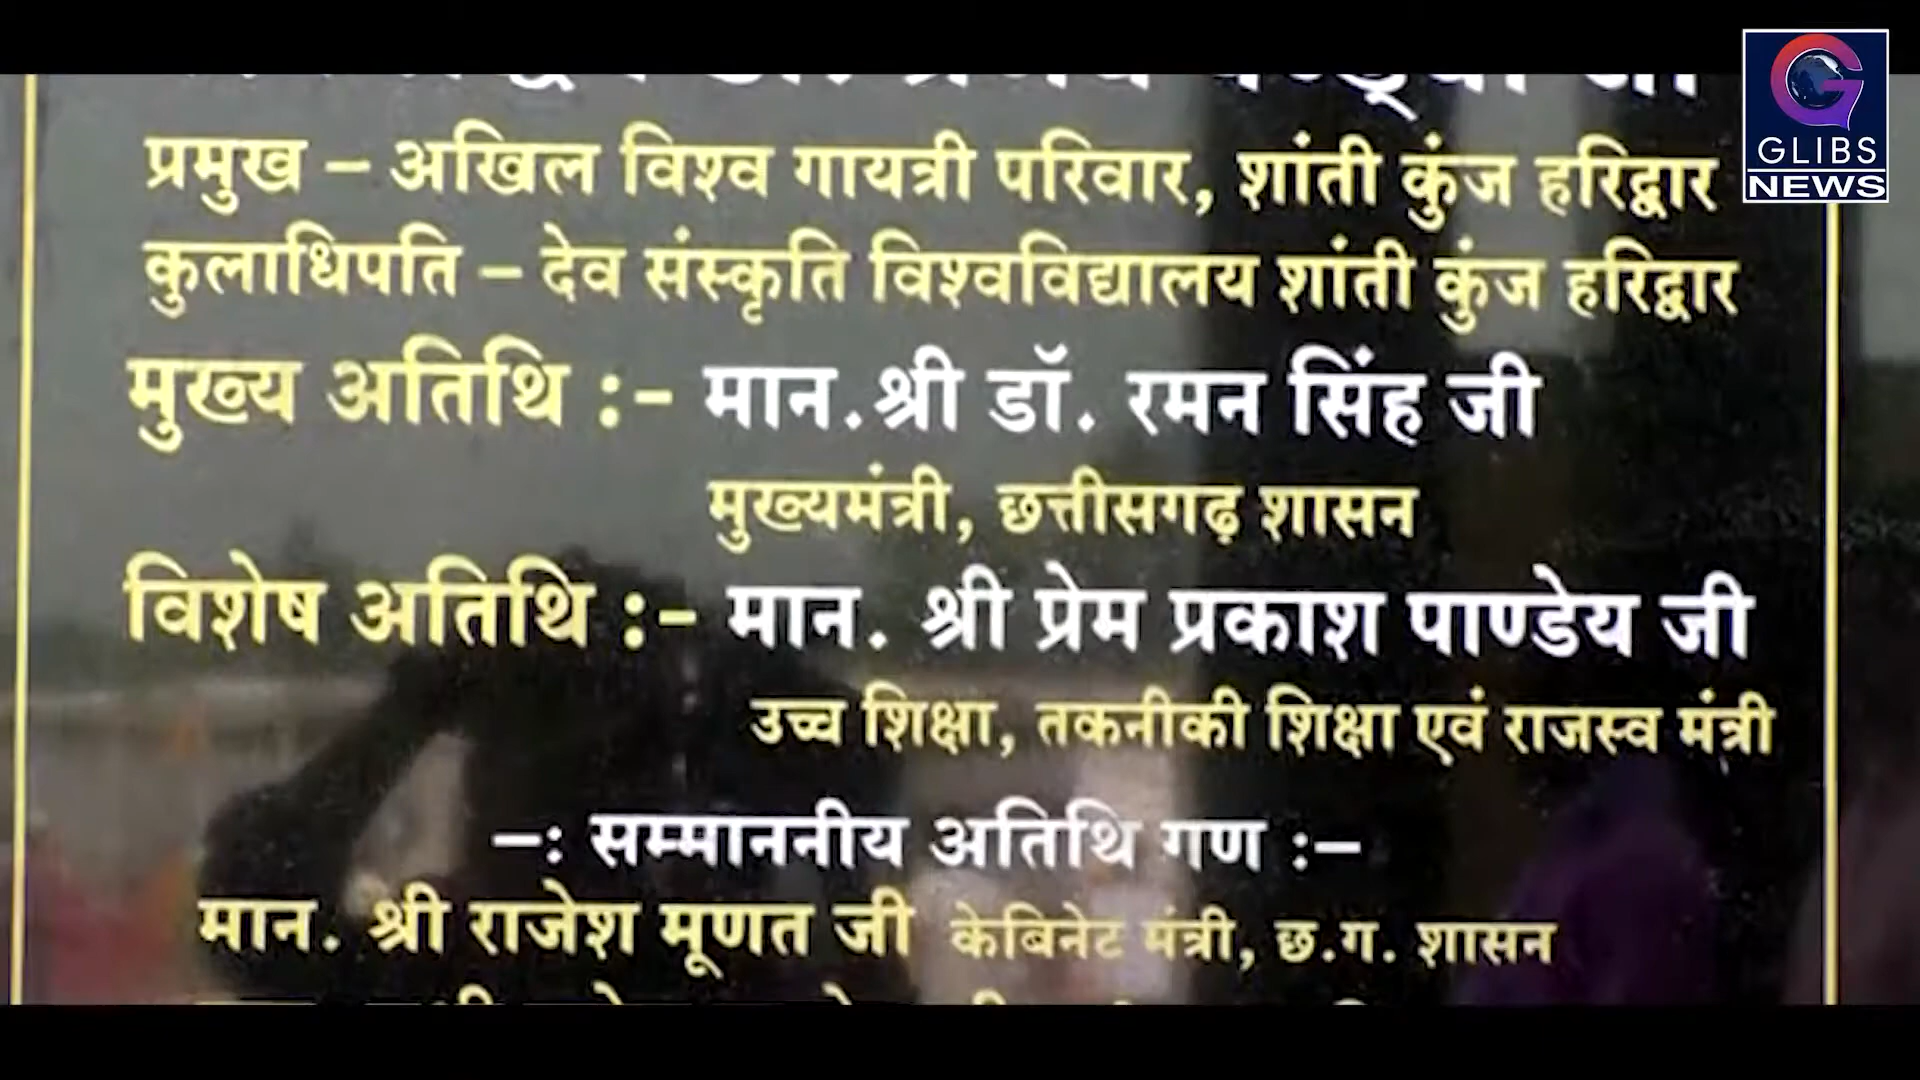 प्रमुख – अखिल विश्व गायत्री परिवार, शांती कुंज हरिद्वार
कुलाधिपति – देव संस्कृति विश्वविद्यालय शांती कुंज हरिद्वार
मुख्य अतिथि :- मान.श्री डॉ. रमन सिंह जी
मुख्यमंत्री, छत्तीसगढ़ शासन
विशेष अतिथि :- मान. श्री प्रेम प्रकाश पाण्डेय जी
उच्च शिक्षा, तकनीकी शिक्षा एवं राजस्व मंत्री
–: सम्माननीय अतिथि गण :–
मान. श्री राजेश मूणत जी केबिनेट मंत्री, छ.ग. शासन
GLIBS
NEWS